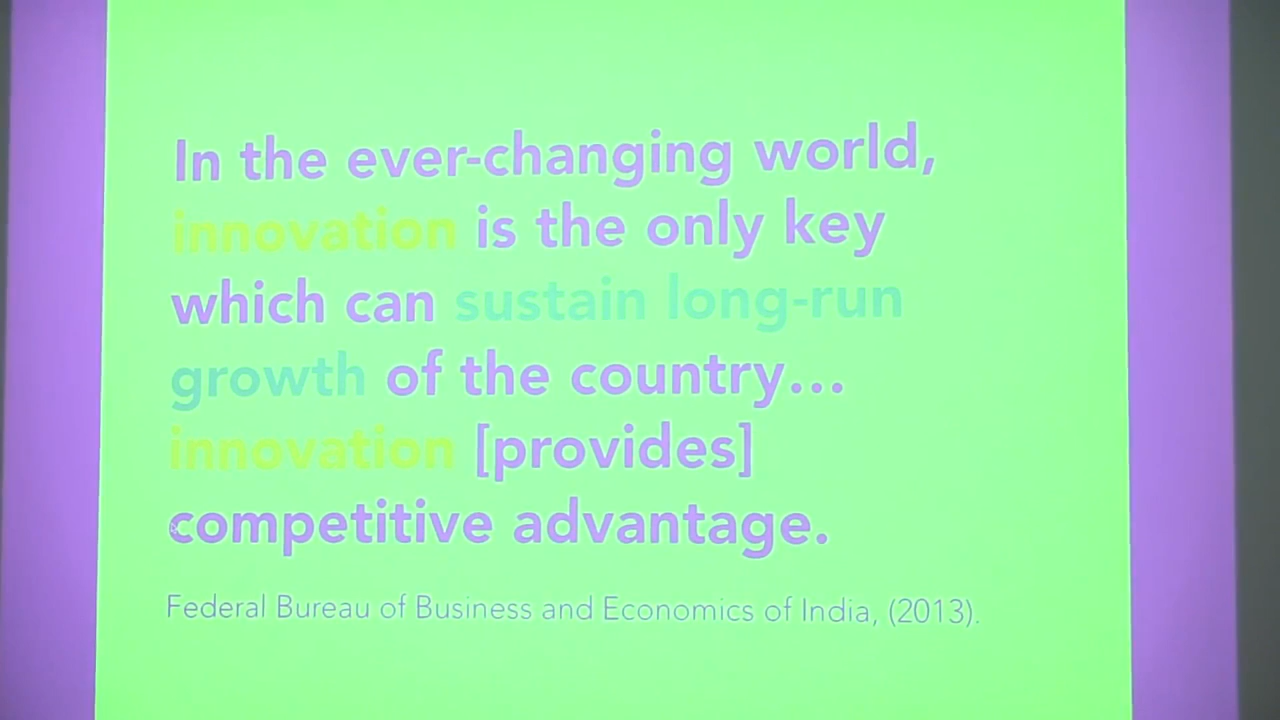 In the ever-changing world,
innovation is the only key
which can sustain long-run
growth of the country...
innovation [provides]
competitive advantage.
Federal Bureau of Business and Economics of India, (2013).